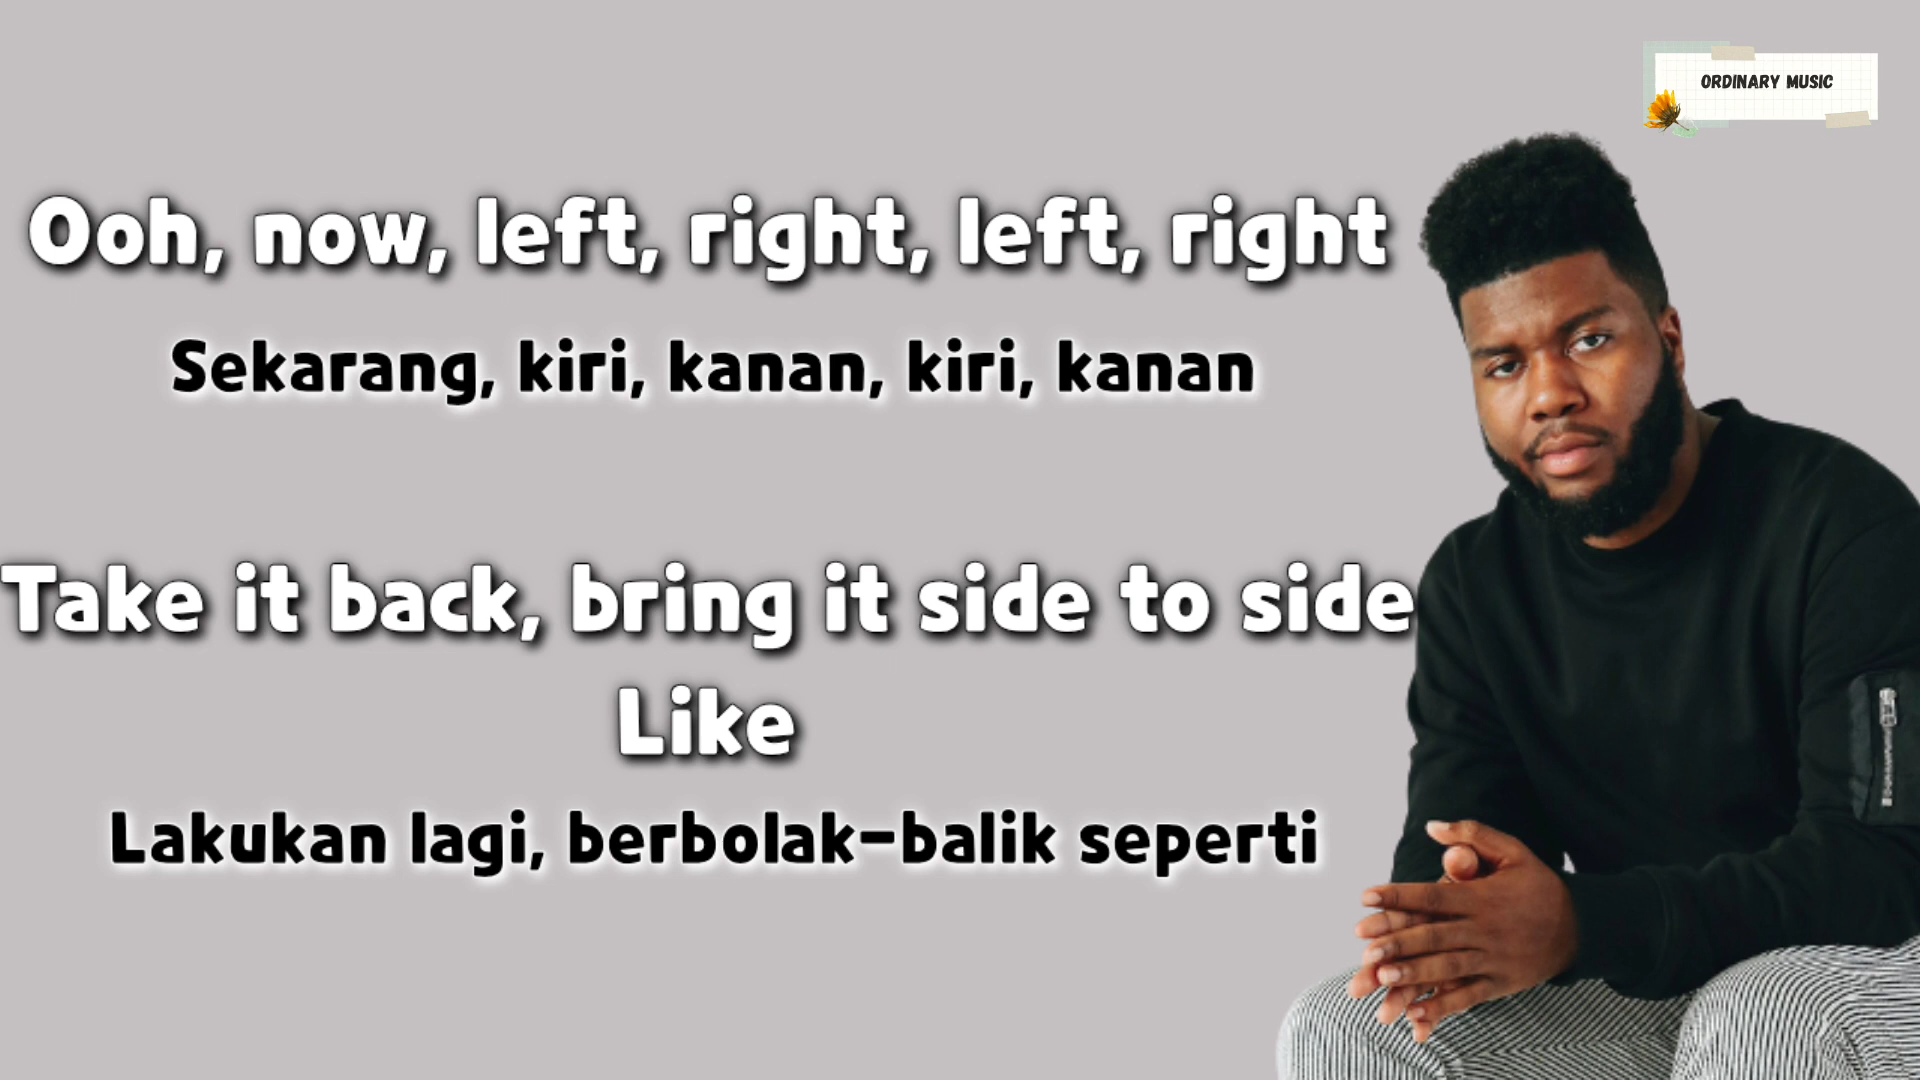 ORDINARY MUSIC
Ooh, now, left, right, left, right
Sekarang, kiri, kanan, kiri, kanan
Take it back, bring it side to side
Like
Lakukan lagi, berbolak-balik seperti